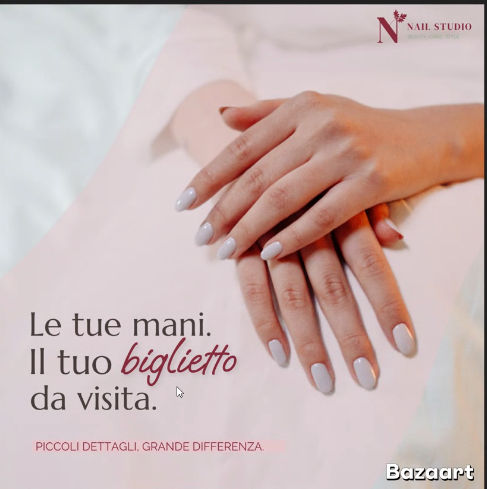 NAIL STUDIO
Le tue mani.
Il tuo biglietto
da visita.
PICCOLI DETTAGLI, GRANDE DIFFERENZA.
Bazaart